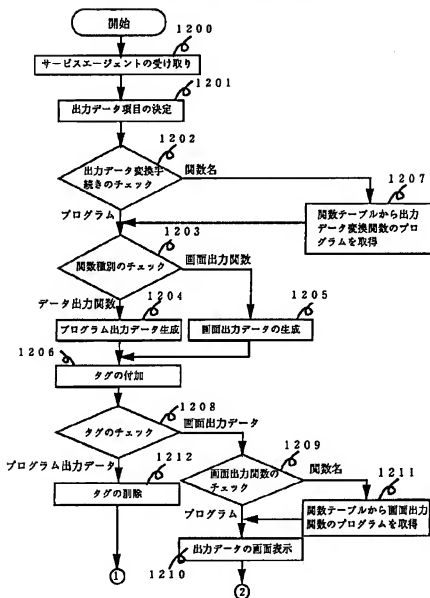 開始
1200
サービスエージェントの受け取り
1201
出力データ項目の決定
1202
出力データ変換手
続きのチェック
関数名
1207
関数テーブルから出力
データ変換関数のプロ
グラムを取得
プログラム
1203
関数種別のチェック
画面出力関数
データ出力関数
1204
1205
プログラム出力データ生成
画面出力データの生成
1206
タグの付加
1208
タグのチェック
画面出力データ
1209
プログラム出力データ
1212
画面出力関数の
チェック
関数名
1211
タグの削除
関数テーブルから画面出力
関数のプログラムを取得
プログラム
出力データの画面表示
1210
①
②